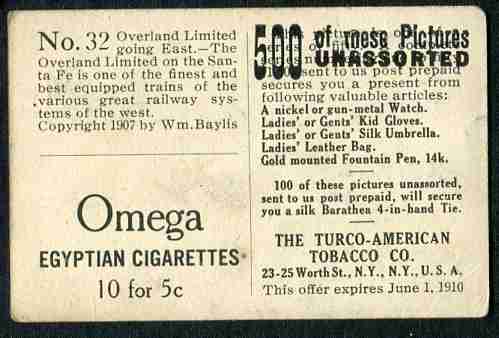 No. 32 Overland Limited
going East.—The
Overland Limited on the San-
ta Fe is one of the finest and
best equipped trains of the
various great railway sys-
tems of the west.
Copyright 1907 by Wm. Baylis
Omega
EGYPTIAN CIGARETTES
10 for 5c
500 of these Pictures
UNASSORTED
sent to us post prepaid
secures you a present from
following valuable articles:
A nickel or gun-metal Watch.
Ladies' or Gents' Kid Gloves.
Ladies' or Gents' Silk Umbrella.
Ladies' Leather Bag.
Gold mounted Fountain Pen, 14k.
100 of these pictures unassorted,
sent to us post prepaid, will secure
you a silk Barathea 4-in-hand Tie.
THE TURCO-AMERICAN
TOBACCO CO.
23-25 Worth St., N.Y., N.Y., U.S.A.
This offer expires June 1, 1910